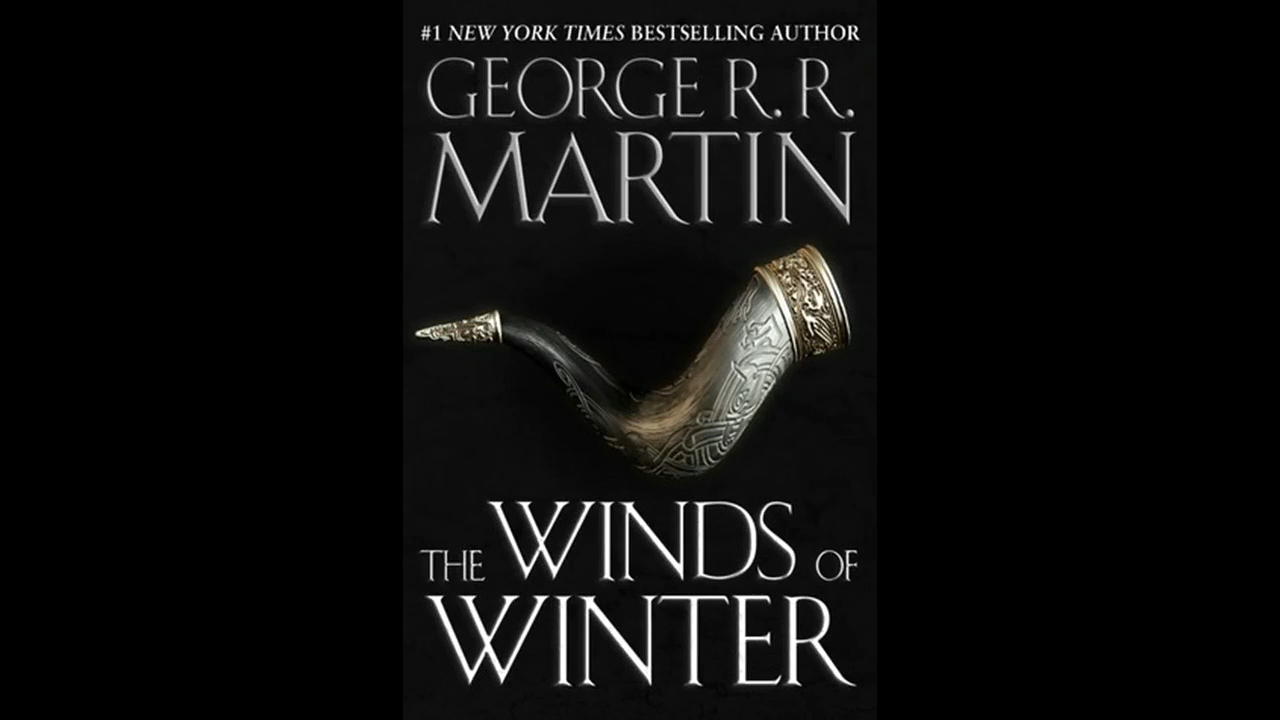 #1 NEW YORK TIMES BESTSELLING AUTHOR
GEORGE R. R.
MARTIN
THE WINDS OF
WINTER